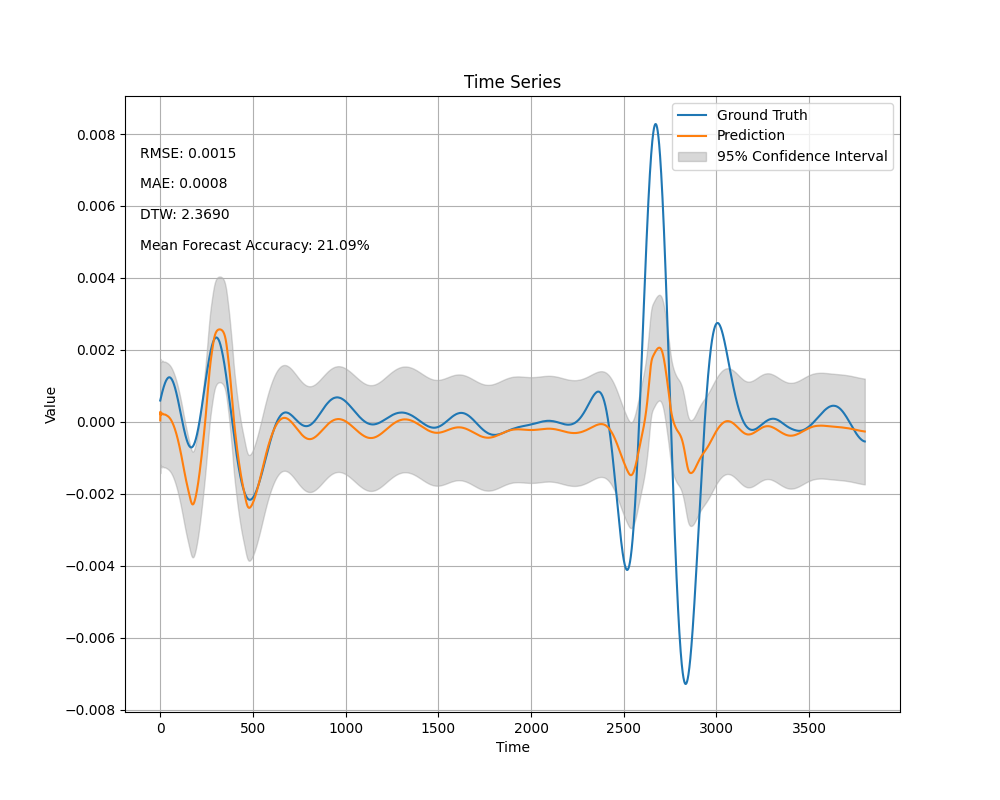 Time Series
Ground Truth
Prediction
95% Confidence Interval
RMSE: 0.0015
MAE: 0.0008
DTW: 2.3690
Mean Forecast Accuracy: 21.09%
Value
0.008
0.006
0.004
0.002
0.000
−0.002
−0.004
−0.006
−0.008
0 500 1000 1500 2000 2500 3000 3500
Time